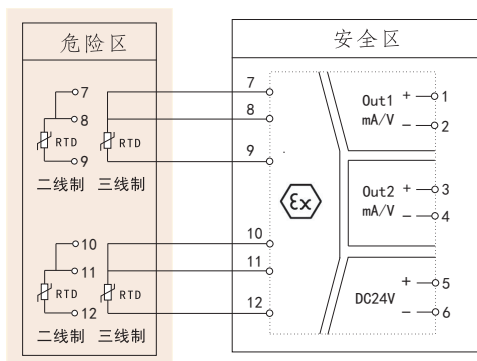 危险区
安全区
7
8
RTD
9
二线制 三线制
RTD
10
11
RTD
12
二线制 三线制
RTD
7
8
9
10
11
12
Ex
Out1
mA/V
+ 1
− 2
Out2
mA/V
+ 3
− 4
DC24V
+ 5
− 6